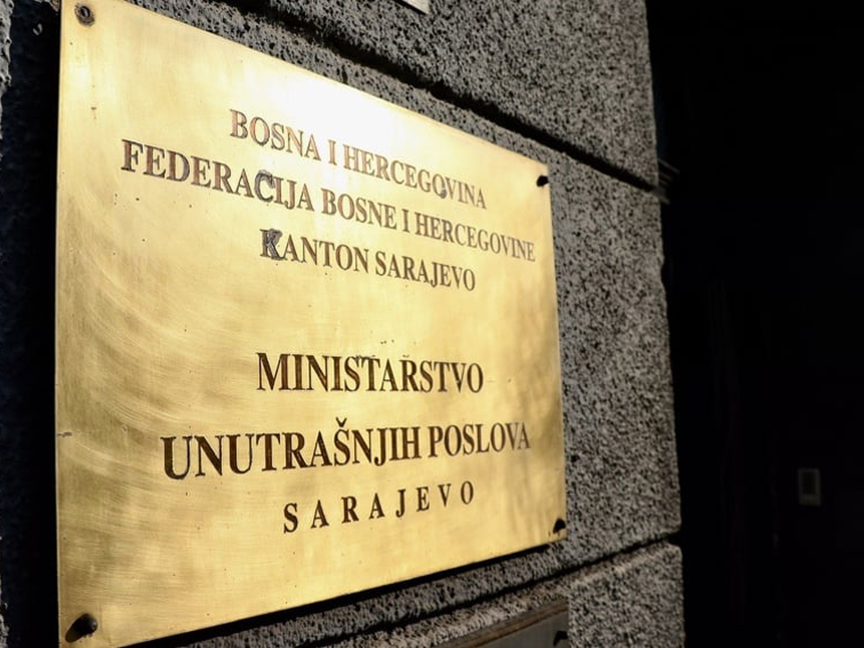 BOSNA I HERCEGOVINA
FEDERACIJA BOSNE I HERCEGOVINE
KANTON SARAJEVO
MINISTARSTVO
UNUTRAŠNJIH POSLOVA
SARAJEVO